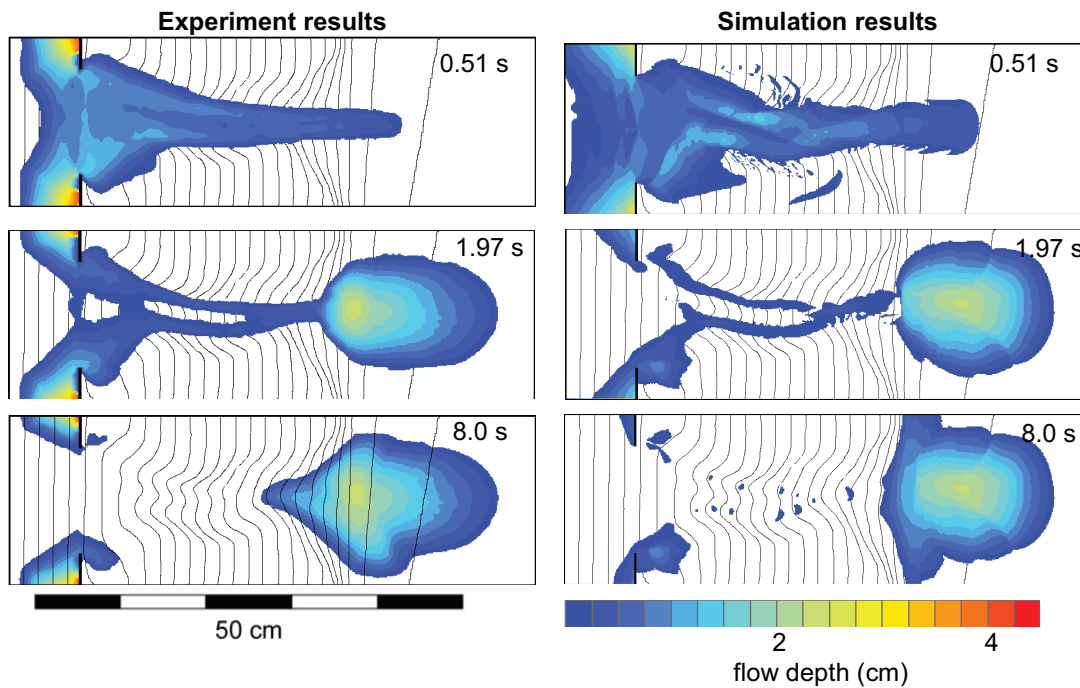 Experiment results
Simulation results
0.51 s
0.51 s
1.97 s
1.97 s
8.0 s
8.0 s
50 cm
2
4
flow depth (cm)